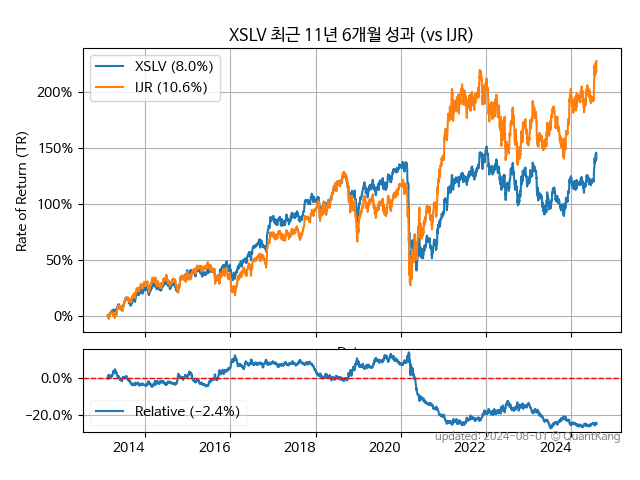 XSLV 최근 11년 6개월 성과 (vs IJR)
XSLV (8.0%)
IJR (10.6%)
Rate of Return (TR)
200%
150%
100%
50%
0%
0.0%
−20.0%
Relative (−2.4%)
updated: 2024-08-01 © QuantKang
2014 2016 2018 2020 2022 2024